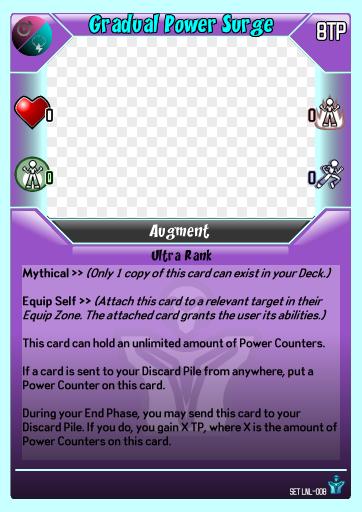 Gradual Power Surge
8TP
0
0
0
0
Augment
Ultra Rank
Mythical >> (Only 1 copy of this card can exist in your Deck.)
Equip Self >> (Attach this card to a relevant target in their
Equip Zone. The attached card grants the user its abilities.)
This card can hold an unlimited amount of Power Counters.
If a card is sent to your Discard Pile from anywhere, put a
Power Counter on this card.
During your End Phase, you may send this card to your
Discard Pile. If you do, you gain X TP, where X is the amount of
Power Counters on this card.
SET LNL-008